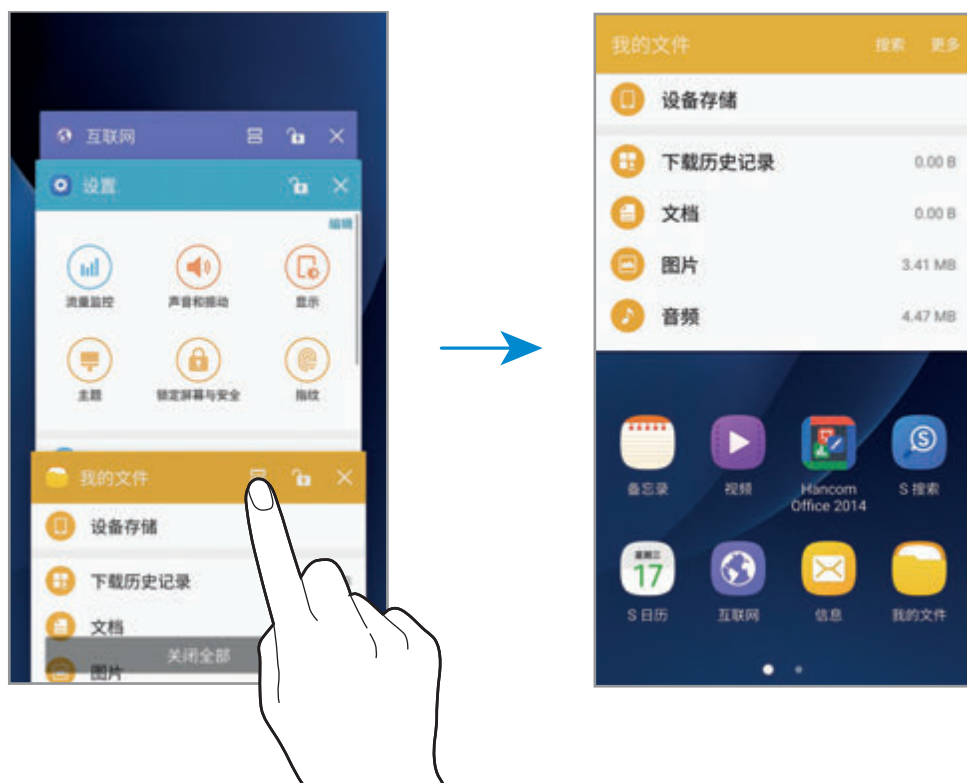 互联网
设置
编辑
流量监控 声音和振动 显示
主题 锁定屏幕与安全 指纹
我的文件
设备存储
下载历史记录
文档
图片
关闭全部
我的文件 搜索 更多
设备存储
下载历史记录 0.00 B
文档 0.00 B
图片 3.41 MB
音频 4.47 MB
备忘录 视频 Hancom Office 2014 S 搜索
星期三
17
S 日历 互联网 信息 我的文件